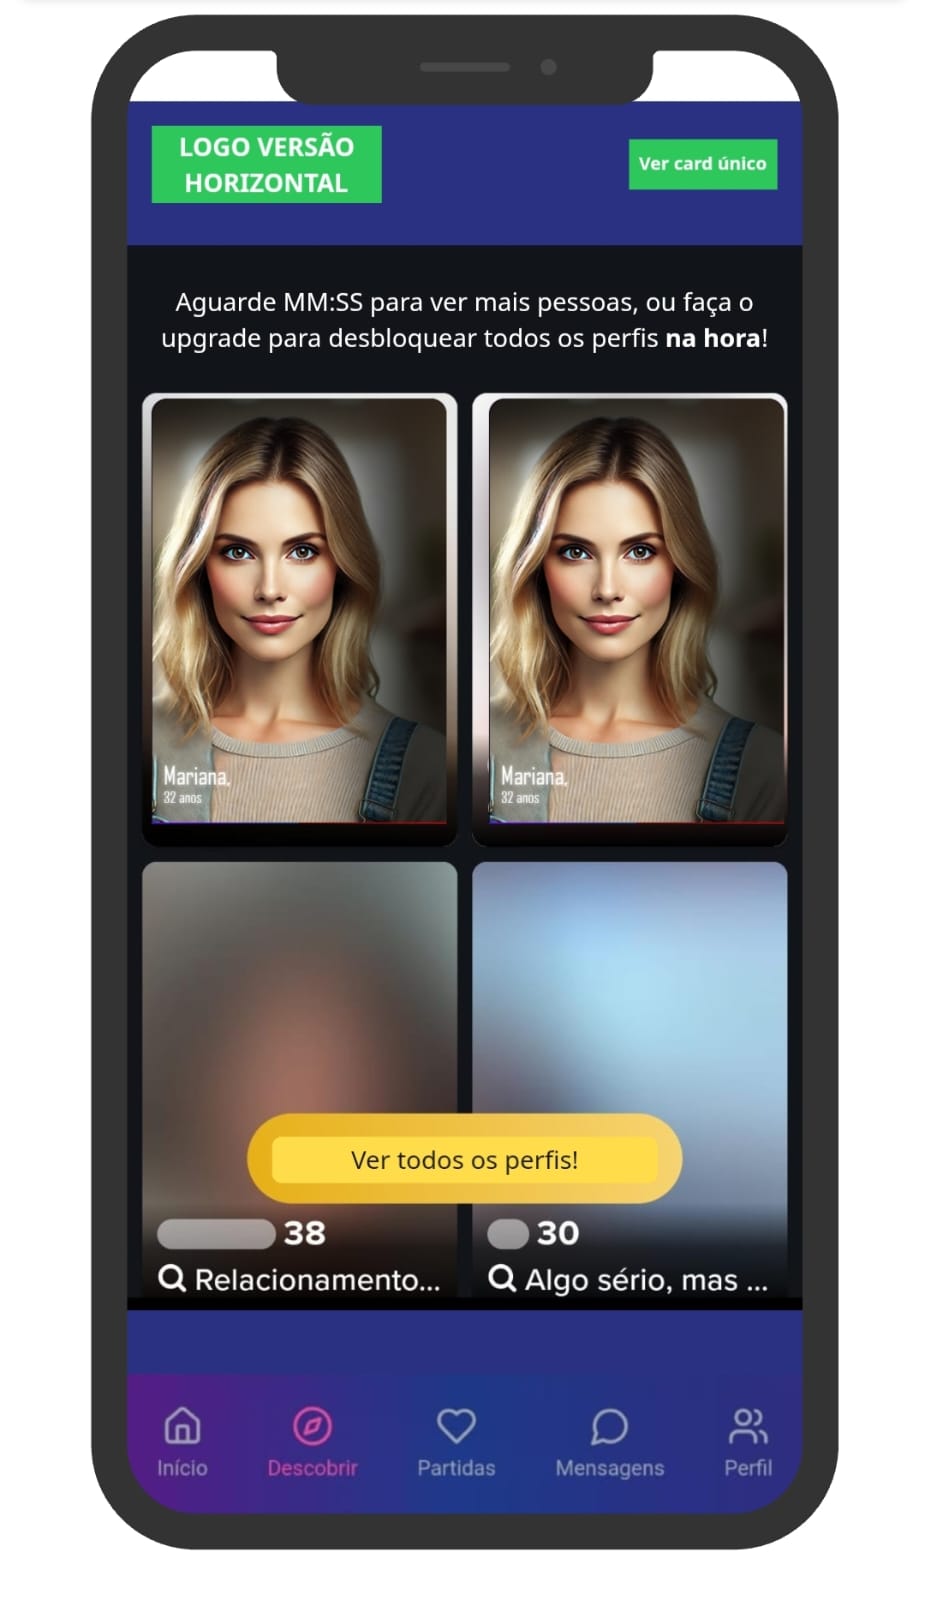 LOGO VERSÃO
HORIZONTAL
Ver card único
Aguarde MM:SS para ver mais pessoas, ou faça o
upgrade para desbloquear todos os perfis na hora!
Mariana,
32 anos
Mariana,
32 anos
Ver todos os perfis!
38
30
Relacionamento...
Algo sério, mas ...
Início
Descobrir
Partidas
Mensagens
Perfil